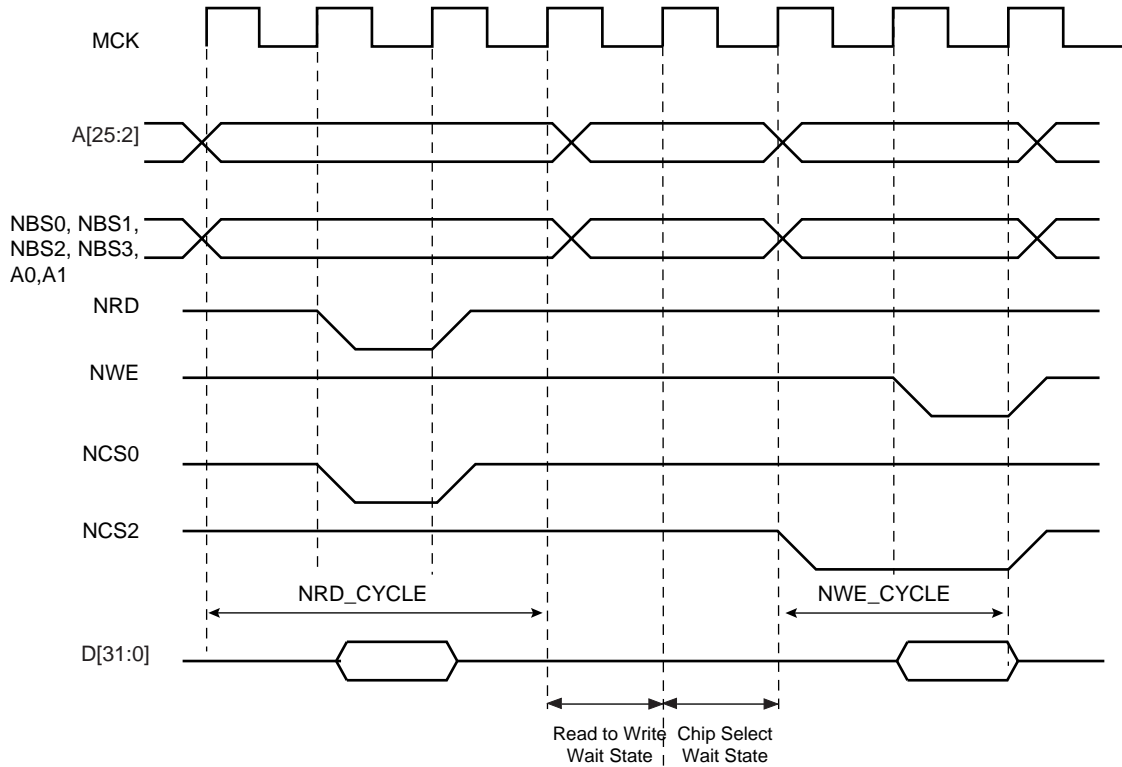 MCK
A[25:2]
NBS0, NBS1,
NBS2, NBS3,
A0,A1
NRD
NWE
NCS0
NCS2
NRD_CYCLE
NWE_CYCLE
D[31:0]
Read to Write
Wait State
Chip Select
Wait State